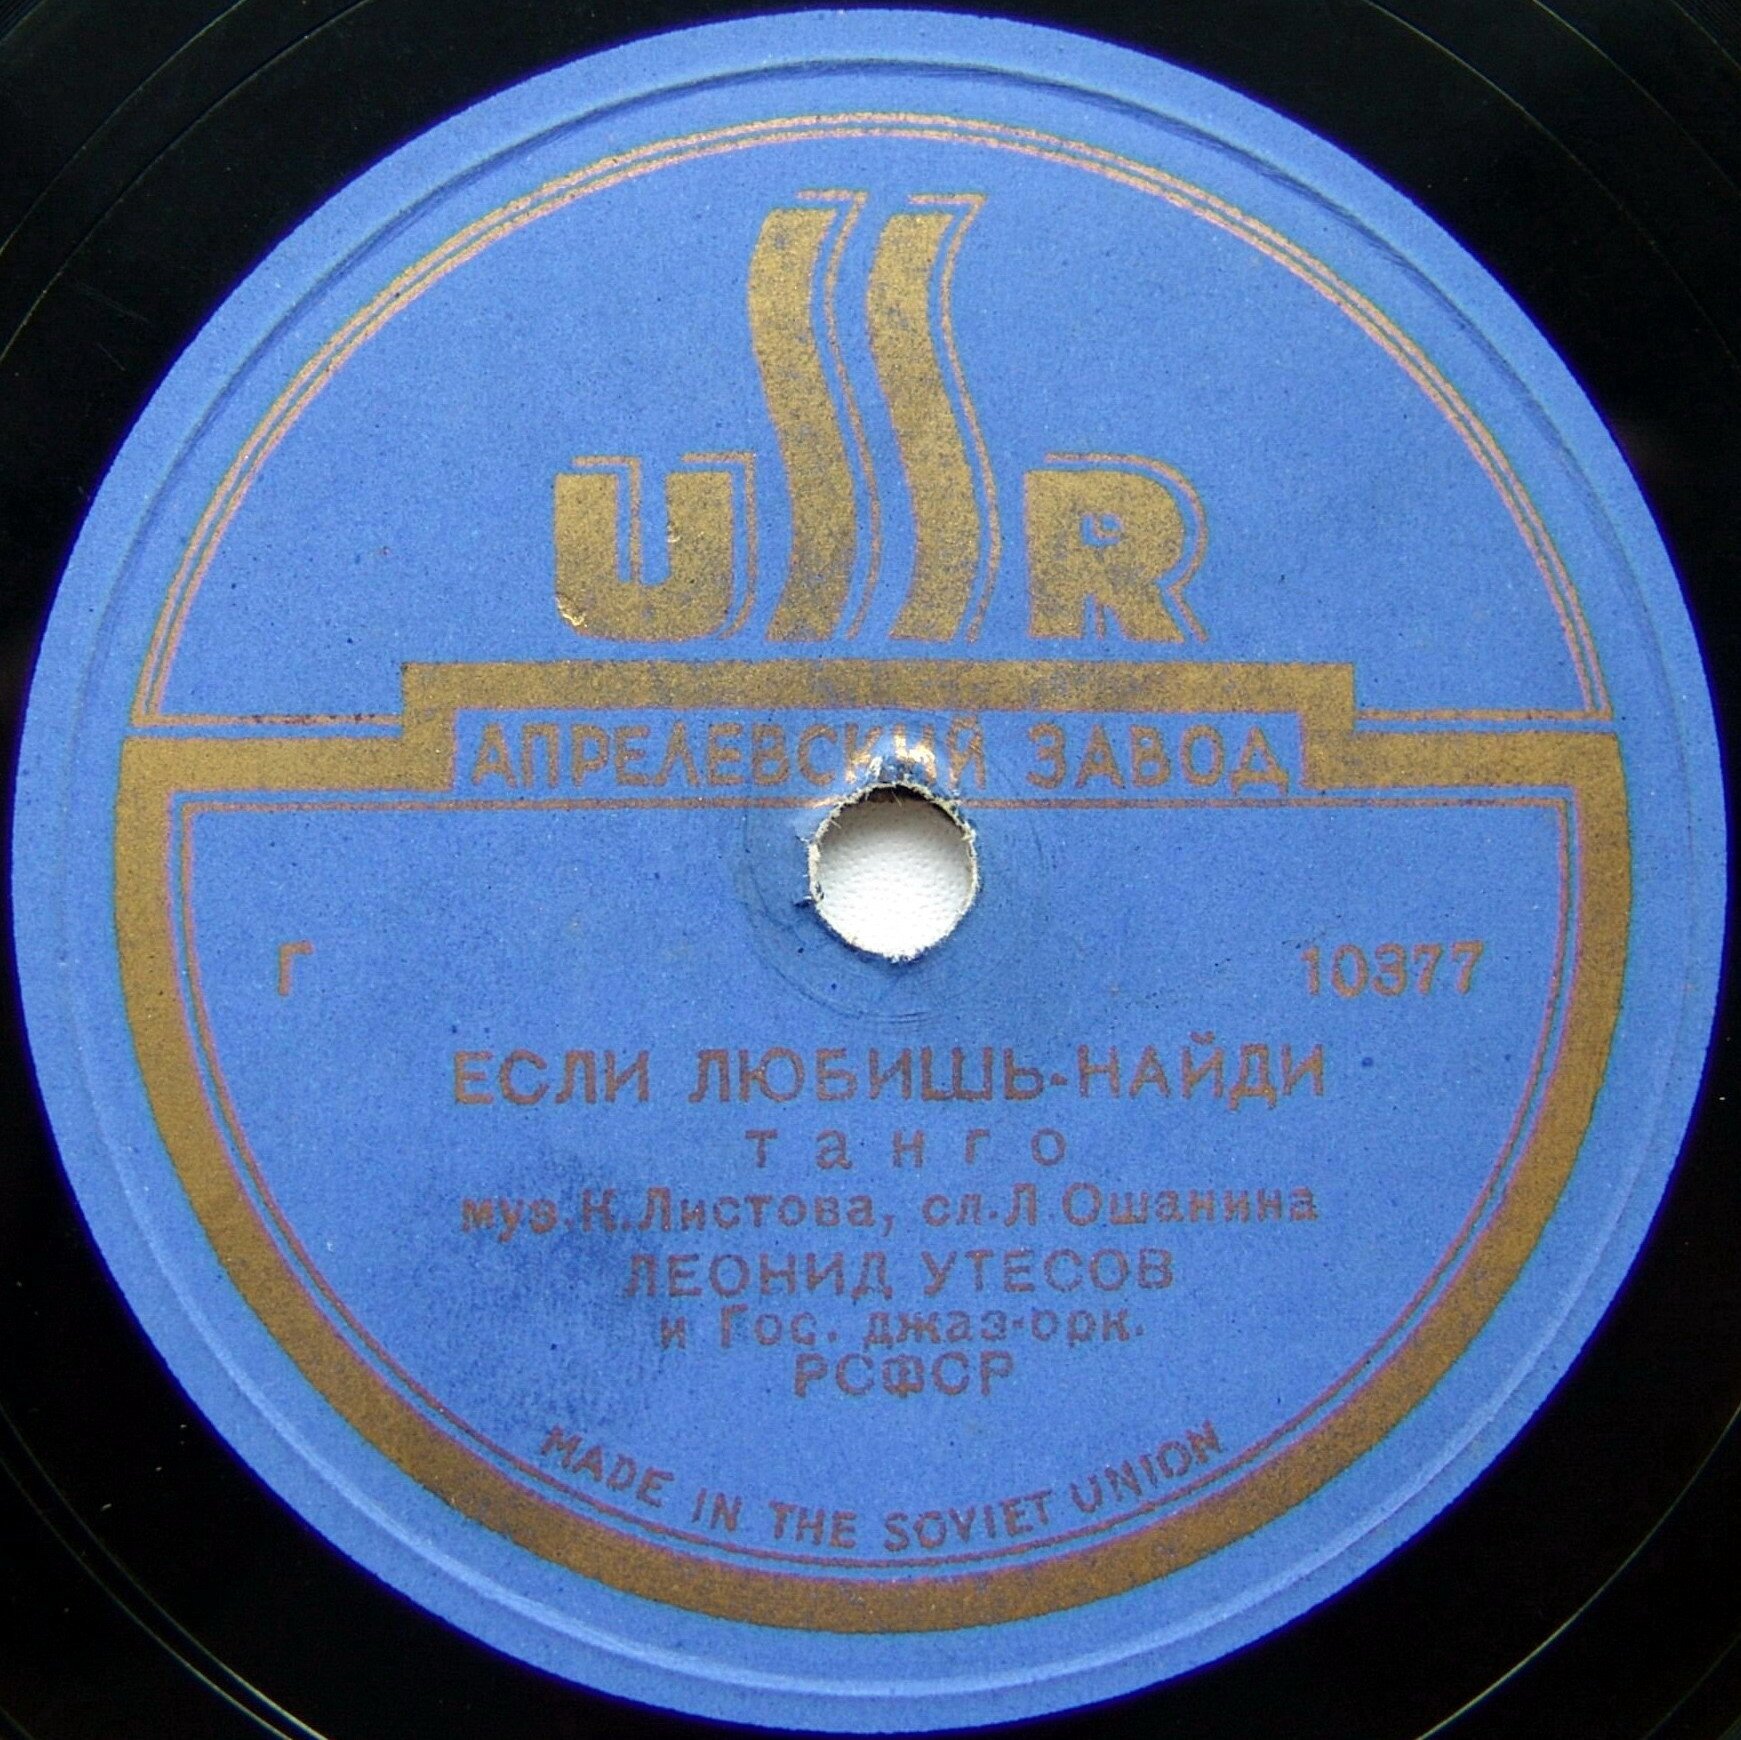 USSR
АПРЕЛЕВСКИЙ ЗАВОД
Г 10377
ЕСЛИ ЛЮБИШЬ-НАЙДИ
танго
муз.К.Листова, сл.Л.Ошанина
ЛЕОНИД УТЕСОВ
и Гос. джаз-орк.
РСФСР
MADE IN THE SOVIET UNION